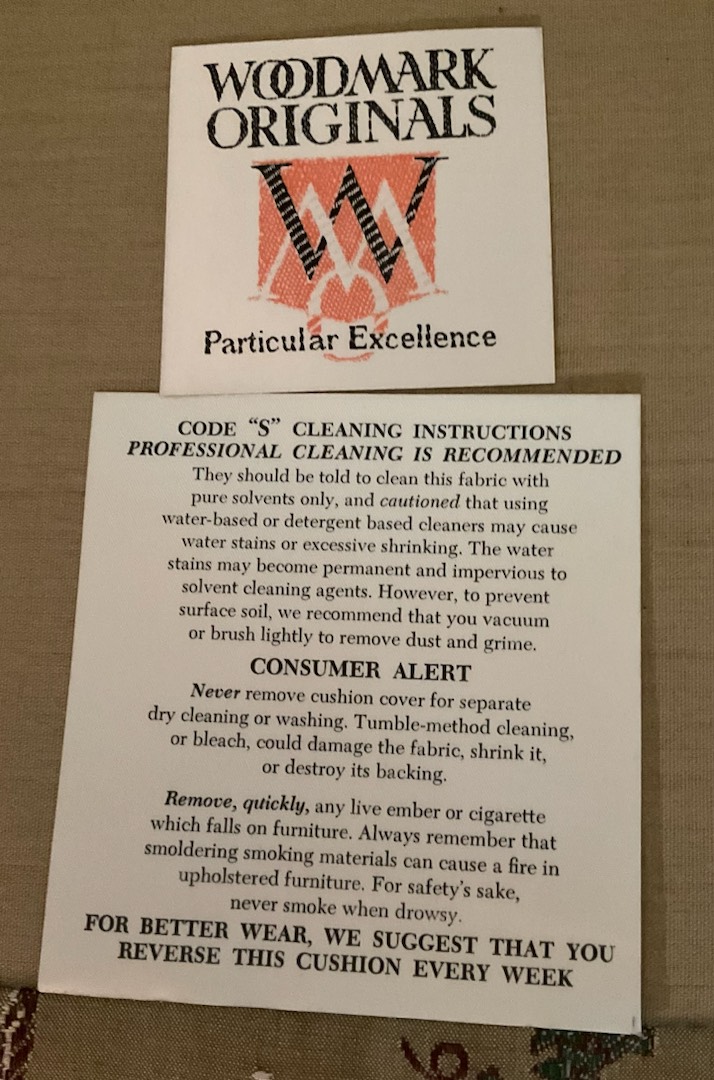 WOODMARK
ORIGINALS
W
Particular Excellence
CODE “S” CLEANING INSTRUCTIONS
PROFESSIONAL CLEANING IS RECOMMENDED
They should be told to clean this fabric with
pure solvents only, and cautioned that using
water-based or detergent based cleaners may cause
water stains or excessive shrinking. The water
stains may become permanent and impervious to
solvent cleaning agents. However, to prevent
surface soil, we recommend that you vacuum
or brush lightly to remove dust and grime.
CONSUMER ALERT
Never remove cushion cover for separate
dry cleaning or washing. Tumble-method cleaning,
or bleach, could damage the fabric, shrink it,
or destroy its backing.
Remove, quickly, any live ember or cigarette
which falls on furniture. Always remember that
smoldering smoking materials can cause a fire in
upholstered furniture. For safety’s sake,
never smoke when drowsy.
FOR BETTER WEAR, WE SUGGEST THAT YOU
REVERSE THIS CUSHION EVERY WEEK